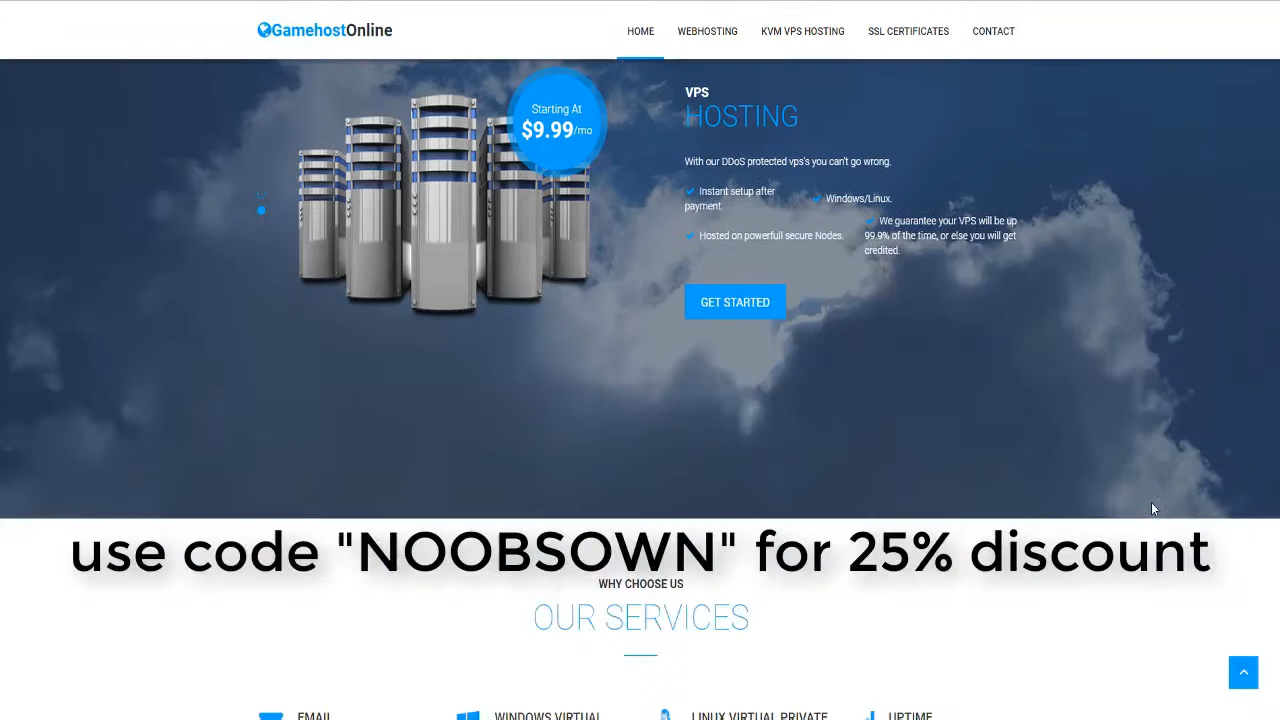 GamehostOnline
HOME WEBHOSTING KVM VPS HOSTING SSL CERTIFICATES CONTACT
Starting At
$9.99/mo
VPS
HOSTING
With our DDoS protected vps's you can't go wrong.
Instant setup after
payment.
Windows/Linux.
Hosted on powerfull secure Nodes.
We guarantee your VPS will be up
99.9% of the time, or else you will get
credited.
GET STARTED
use code "NOOBSOWN" for 25% discount
WHY CHOOSE US
OUR SERVICES
EMAIL WINDOWS VIRTUAL LINUX VIRTUAL PRIVATE UPTIME